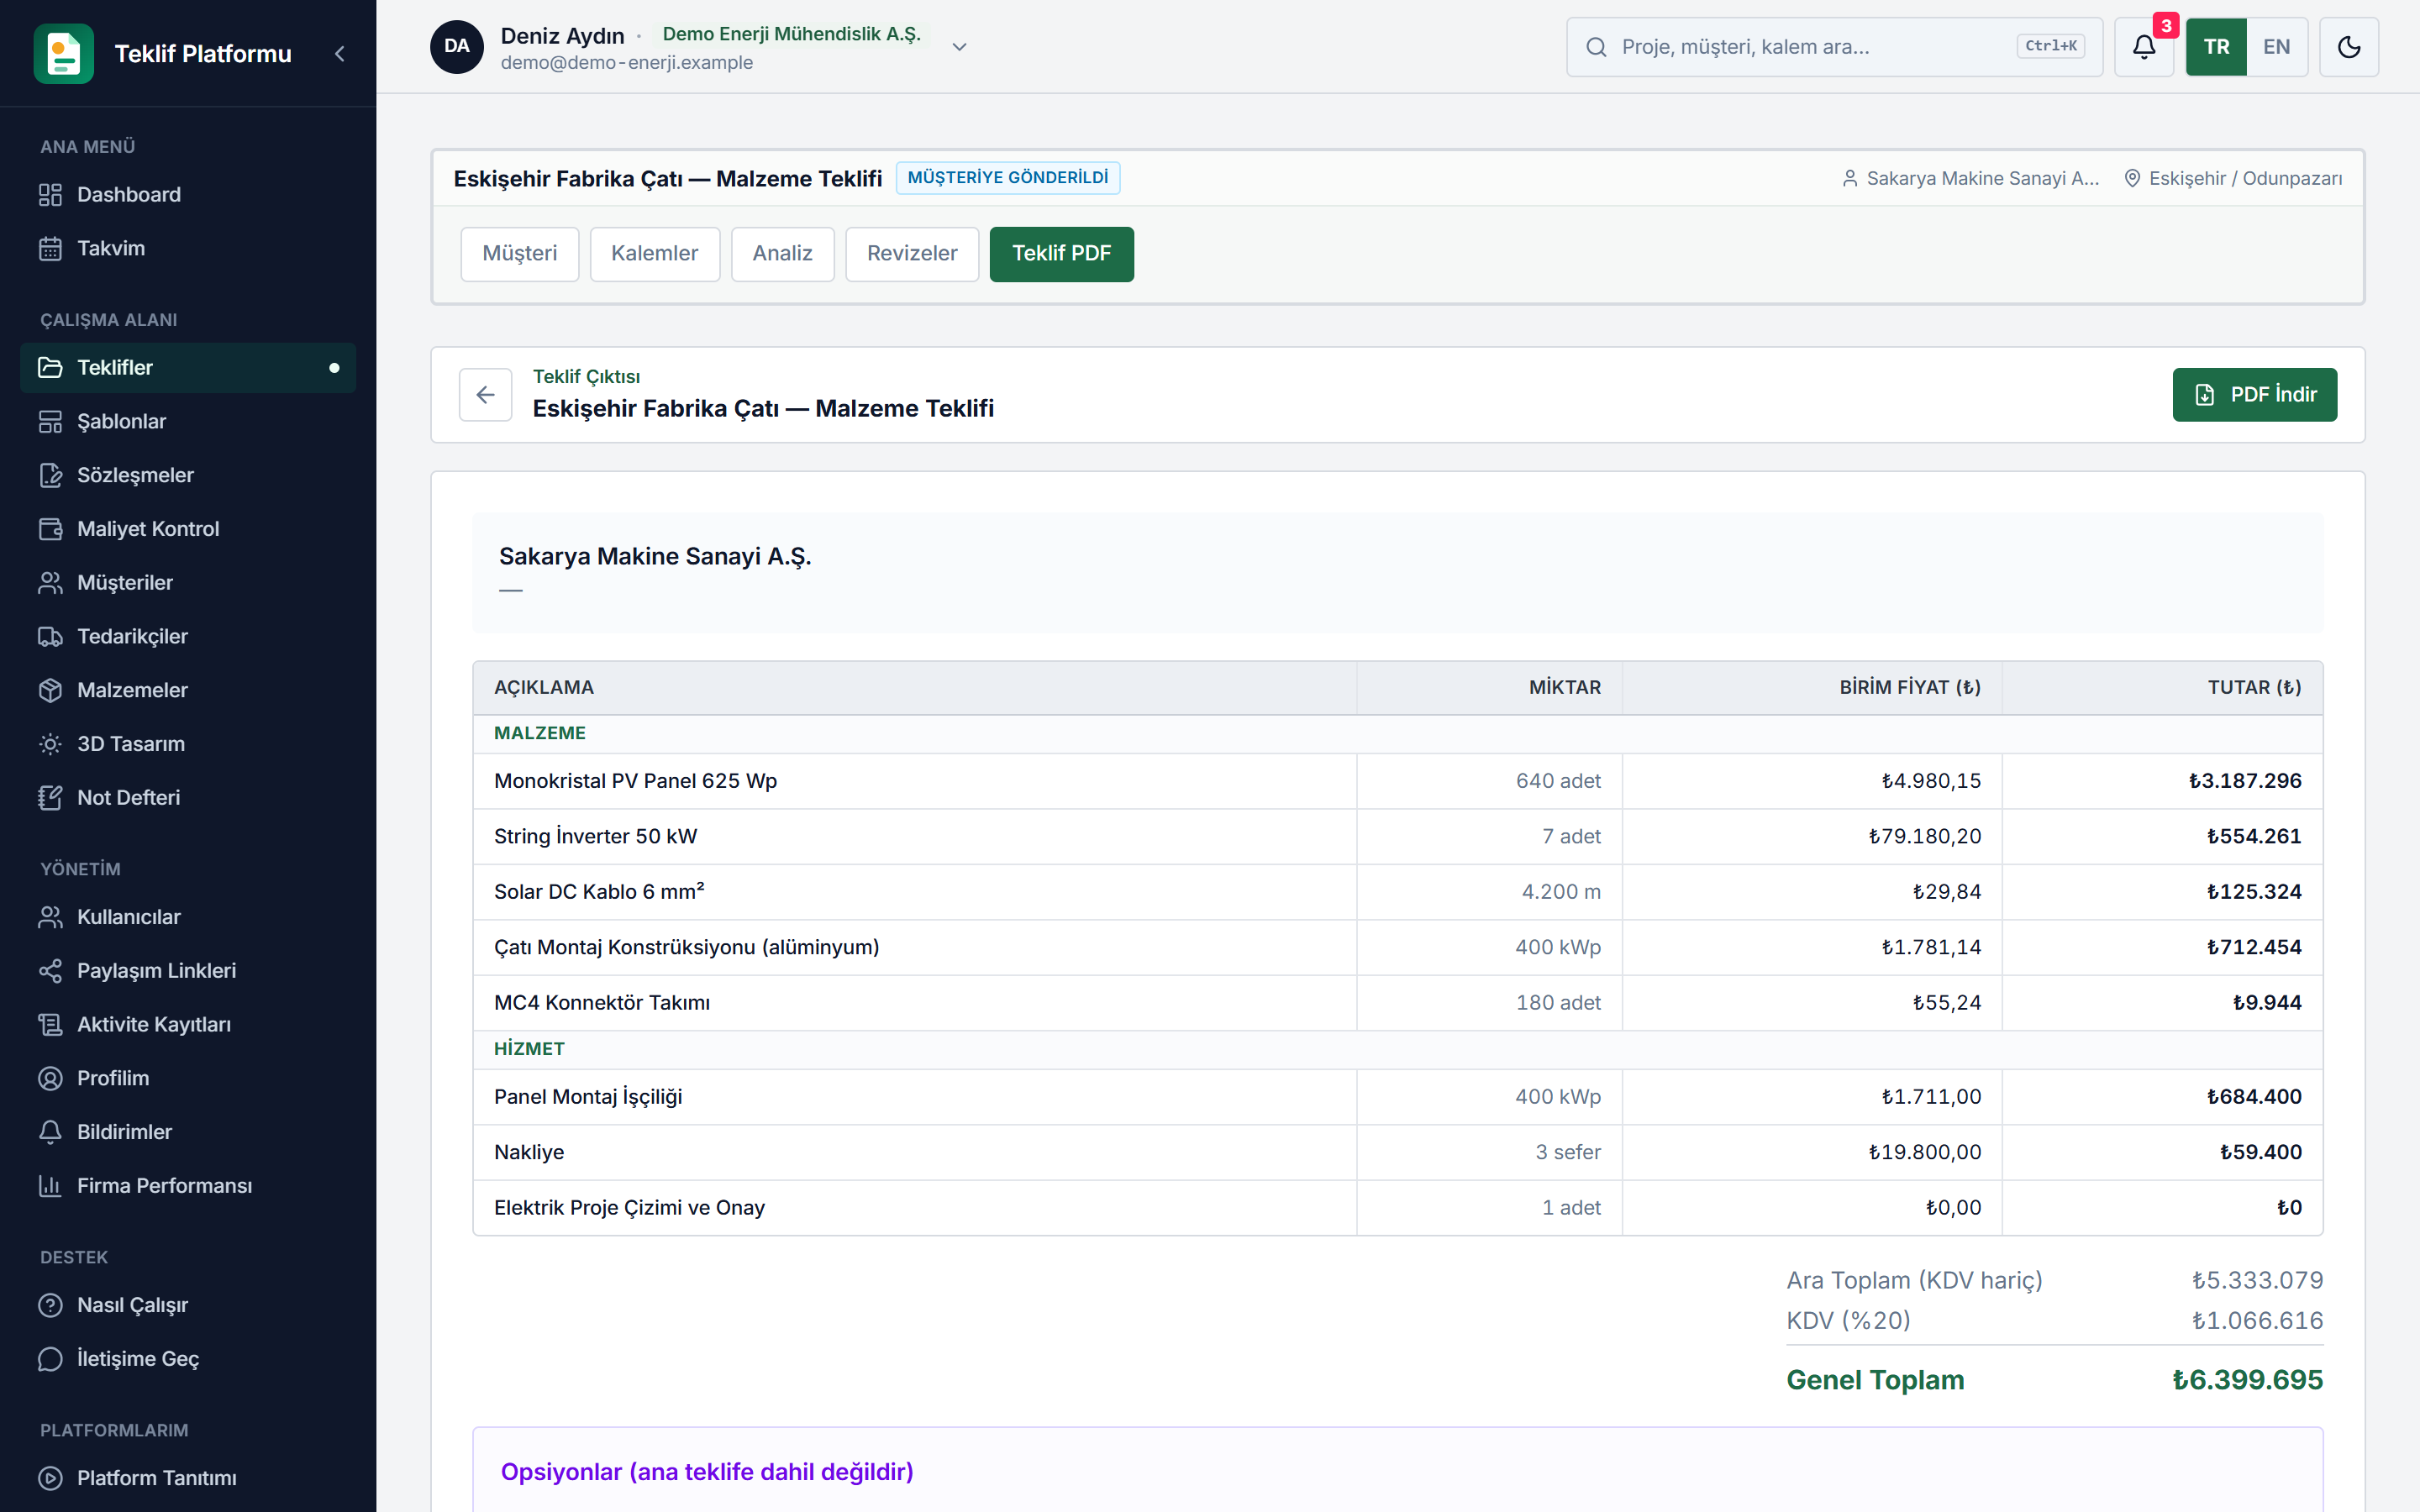 Teklif Platformu
ANA MENÜ
Dashboard
Takvim
ÇALIŞMA ALANI
Teklifler
Şablonlar
Sözleşmeler
Maliyet Kontrol
Müşteriler
Tedarikçiler
Malzemeler
3D Tasarım
Not Defteri
YÖNETİM
Kullanıcılar
Paylaşım Linkleri
Aktivite Kayıtları
Profilim
Bildirimler
Firma Performansı
DESTEK
Nasıl Çalışır
İletişime Geç
PLATFORMLARIM
Platform Tanıtımı
DA
Deniz Aydın · Demo Enerji Mühendislik A.Ş.
demo@demo-enerji.example
Proje, müşteri, kalem ara... Ctrl+K
3
TR EN
Eskişehir Fabrika Çatı — Malzeme Teklifi MÜŞTERİYE GÖNDERİLDİ
Sakarya Makine Sanayi A... Eskişehir / Odunpazarı
Müşteri Kalemler Analiz Revizeler Teklif PDF
Teklif Çıktısı
Eskişehir Fabrika Çatı — Malzeme Teklifi
PDF İndir
Sakarya Makine Sanayi A.Ş.
—
AÇIKLAMA MİKTAR BİRİM FİYAT (₺) TUTAR (₺)
MALZEME
Monokristal PV Panel 625 Wp 640 adet ₺4.980,15 ₺3.187.296
String İnverter 50 kW 7 adet ₺79.180,20 ₺554.261
Solar DC Kablo 6 mm² 4.200 m ₺29,84 ₺125.324
Çatı Montaj Konstrüksiyonu (alüminyum) 400 kWp ₺1.781,14 ₺712.454
MC4 Konnektör Takımı 180 adet ₺55,24 ₺9.944
HİZMET
Panel Montaj İşçiliği 400 kWp ₺1.711,00 ₺684.400
Nakliye 3 sefer ₺19.800,00 ₺59.400
Elektrik Proje Çizimi ve Onay 1 adet ₺0,00 ₺0
Ara Toplam (KDV hariç) ₺5.333.079
KDV (%20) ₺1.066.616
Genel Toplam ₺6.399.695
Opsiyonlar (ana teklife dahil değildir)